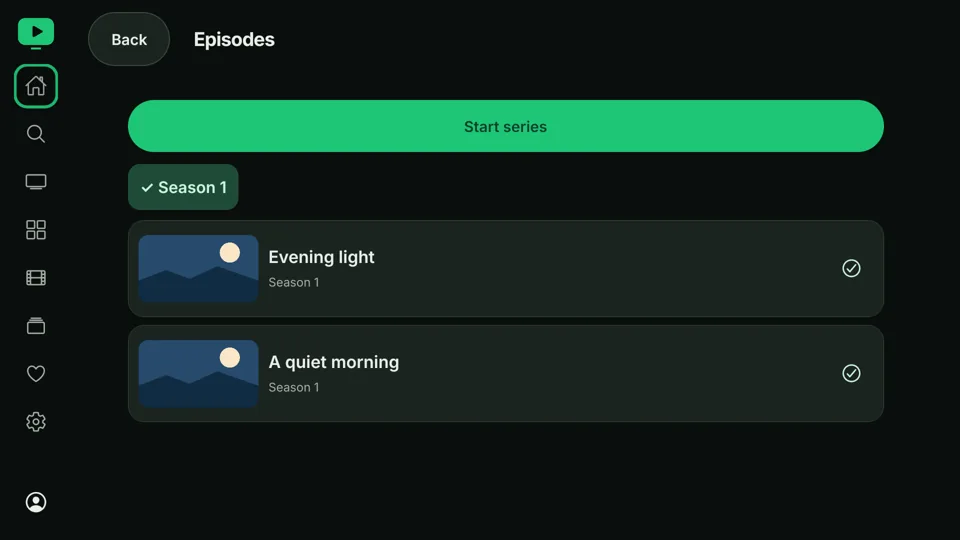 Back
Episodes
Start series
Season 1
Evening light
Season 1
A quiet morning
Season 1